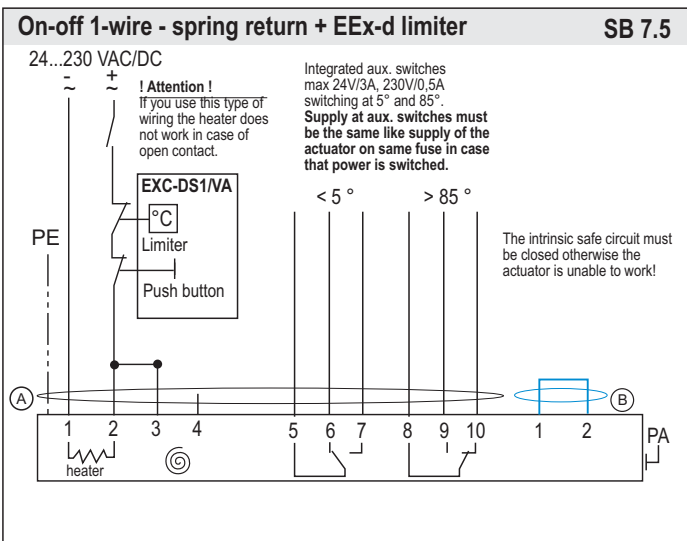 On-off 1-wire - spring return + EEx-d limiter
SB 7.5
24...230 VAC/DC
- +
~ ~
! Attention !
If you use this type of
wiring the heater does
not work in case of
open contact.
Integrated aux. switches
max 24V/3A, 230V/0,5A
switching at 5° and 85°.
Supply at aux. switches must
be the same like supply of the
actuator on same fuse in case
that power is switched.
EXC-DS1/VA
°C
Limiter
Push button
< 5 °
> 85 °
PE
The intrinsic safe circuit must
be closed otherwise the
actuator is unable to work!
A
B
1 2 3 4 5 6 7 8 9 10 1 2
PA
heater